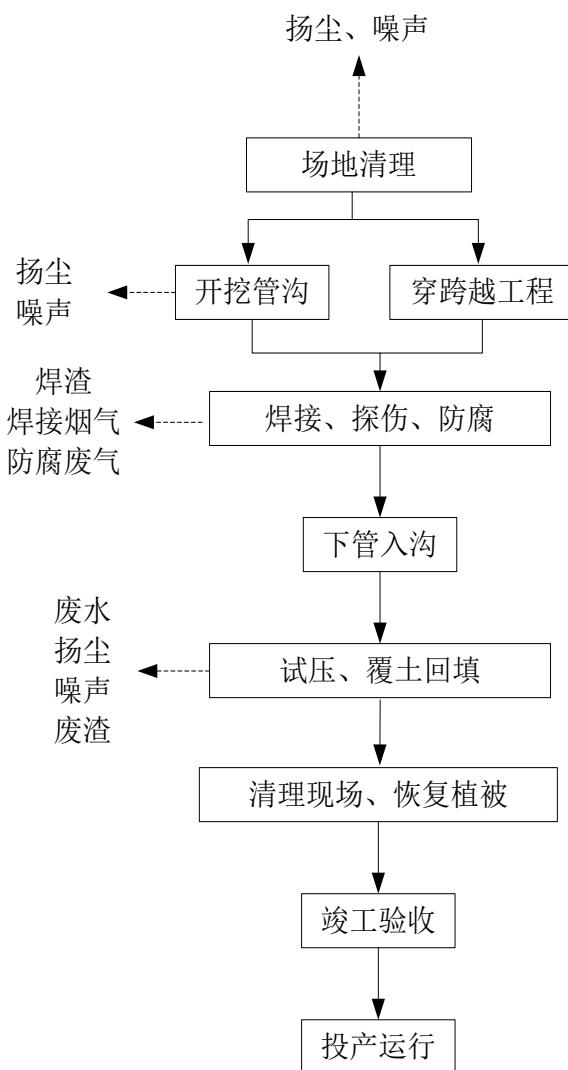 扬尘、噪声
场地清理
扬尘
噪声
开挖管沟
穿跨越工程
焊渣
焊接烟气
防腐废气
焊接、探伤、防腐
下管入沟
废水
扬尘
噪声
废渣
试压、覆土回填
清理现场、恢复植被
竣工验收
投产运行